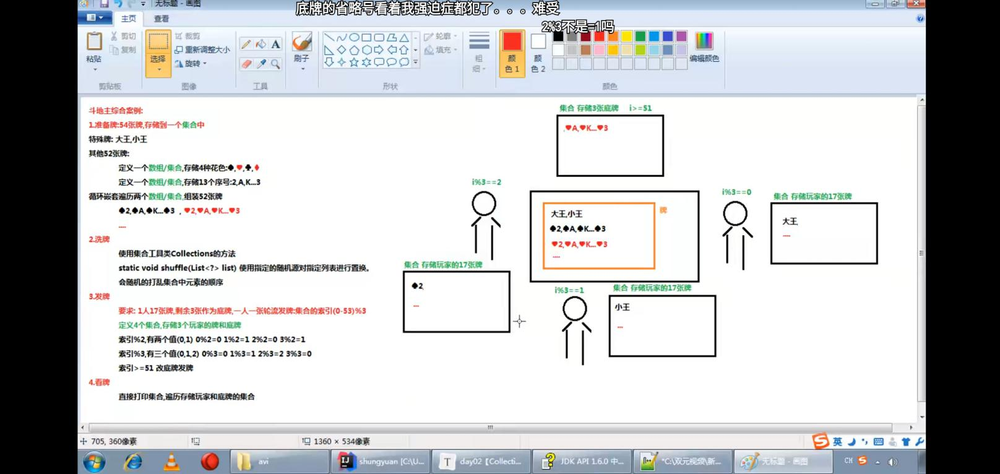 底牌的省略号看着我强迫症都犯了。。。难受
无标题 - 画图
2%3不是=1吗
主页
查看
粘贴
剪切
复制
剪贴板
选择
裁剪
重新调整大小
旋转
图像
A
工具
刷子
轮廓
填充
形状
粗
细
颜
色 1
颜
色 2
编辑颜色
颜色
斗地主综合案例:
1.准备牌:54张牌,存储到一个集合中
特殊牌: 大王,小王
其他52张牌:
定义一个数组/集合,存储4种花色:♠,♥,♣,♦
定义一个数组/集合,存储13个序号:2,A,K...3
循环嵌套遍历两个数组/集合,组装52张牌
♠2,♠A,♠K...♠3 ,♥2,♥A,♥K...♥3
....
2.洗牌
使用集合工具类Collections的方法
static void shuffle(List<?> list) 使用指定的随机源对指定列表进行置换。
会随机的打乱集合中元素的顺序
3.发牌
要求: 1人17张牌,剩余3张作为底牌,一人一张轮流发牌:集合的索引(0-53)%3
定义4个集合,存储3个玩家的牌和底牌
索引%2,有两个值(0,1) 0%2=0 1%2=1 2%2=0 3%2=1
索引%3,有三个值(0,1,2) 0%3=0 1%3=1 2%3=2 3%3=0
索引>=51 改底牌发牌
4.看牌
直接打印集合,遍历存储玩家和底牌的集合
集合 存储3张底牌 i>=51
,♥A,♥K...♥3
i%3==2
集合 存储玩家的17张牌
♠2,
...
大王,小王
♠2,♠A,♠K...♠3
♥2,♥A,♥K...♥3
....
牌
i%3==0
集合 存储玩家的17张牌
大王,
....
i%3==1
集合 存储玩家的17张牌
小王
...
705, 360像素
1360 × 534像素
英
avi
shungyuan [C:\U...
day02【Collecti...
JDK API 1.6.0 中...
*C:\双元视频\新...
无标题 - 画图
CH